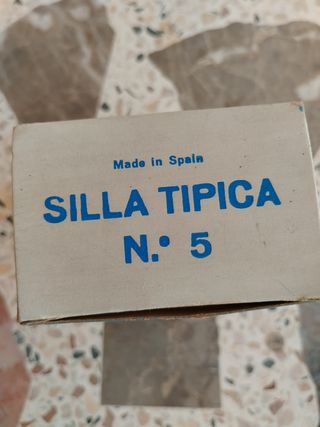 Made in Spain
SILLA TIPICA
N.º 5